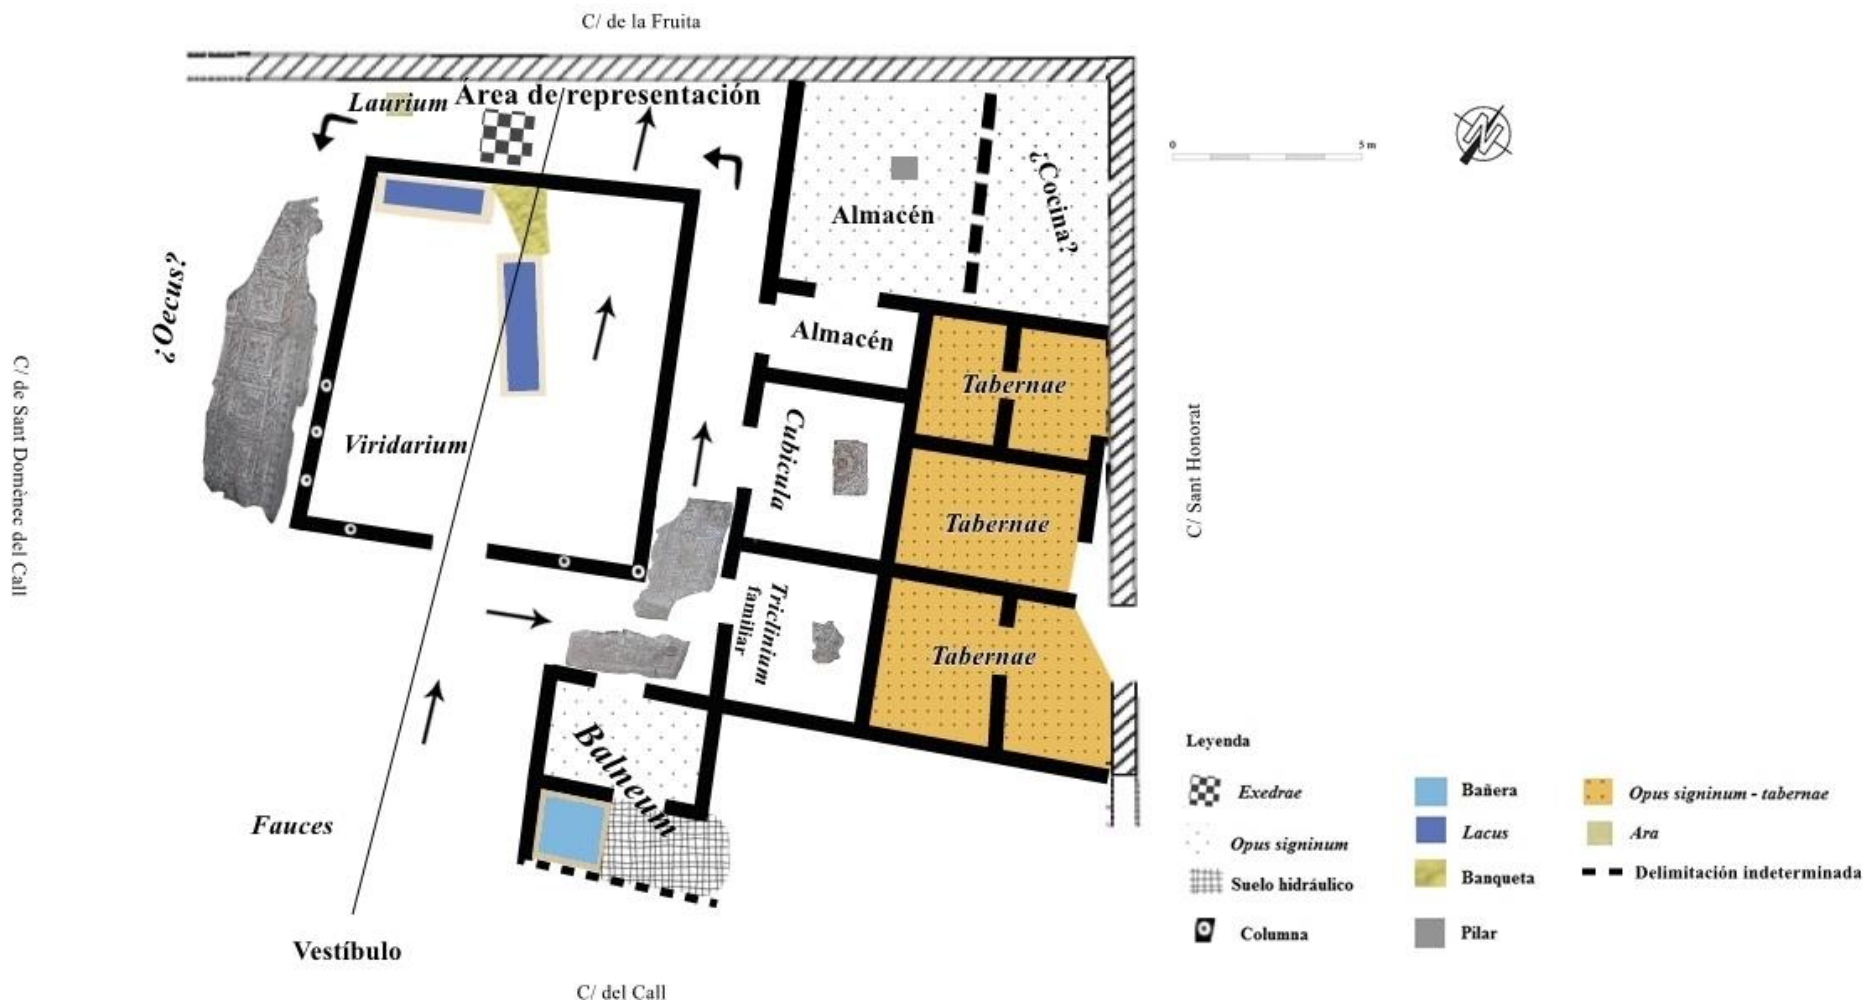 C/ de la Fruita
Laurium
Área de representación
¿Cocina?
0
5 m
Almacén
¿Oecus?
Almacén
Tabernae
C/ de Sant Domènec del Call
Viridarium
Cubicula
C/ Sant Honorat
Tabernae
Triclinium
familiar
Tabernae
Balneum
Fauces
Vestíbulo
C/ del Call
Leyenda
Exedrae
Opus signinum
Suelo hidráulico
Columna
Bañera
Lacus
Banqueta
Pilar
Opus signinum - tabernae
Ara
Delimitación indeterminada